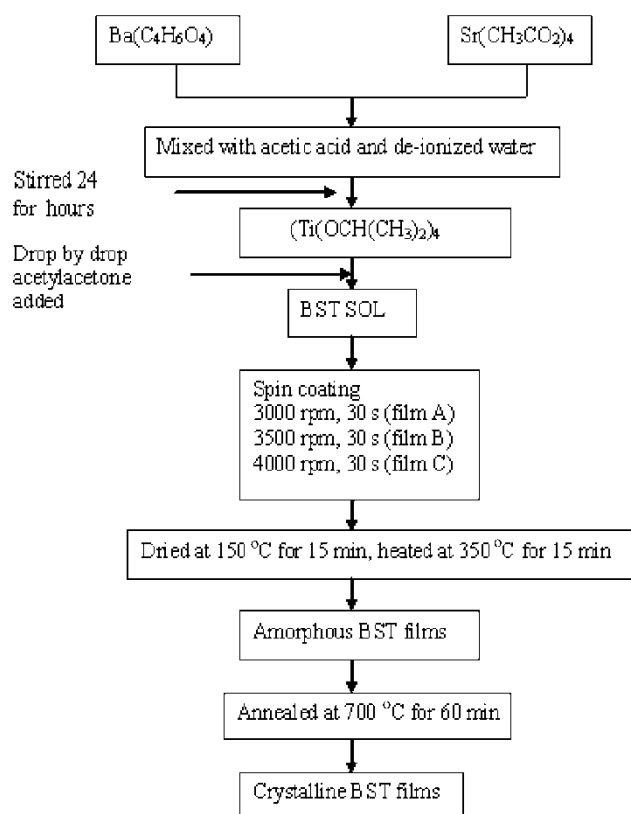 Ba(C₄H₆O₄)
Sr(CH₃CO₂)₄
Mixed with acetic acid and de-ionized water
Stirred 24
for hours
(Ti(OCH(CH₃)₂)₄
Drop by drop
acetylacetone
added
BST SOL
Spin coating
3000 rpm, 30 s (film A)
3500 rpm, 30 s (film B)
4000 rpm, 30 s (film C)
Dried at 150 °C for 15 min, heated at 350 °C for 15 min
Amorphous BST films
Annealed at 700 °C for 60 min
Crystalline BST films